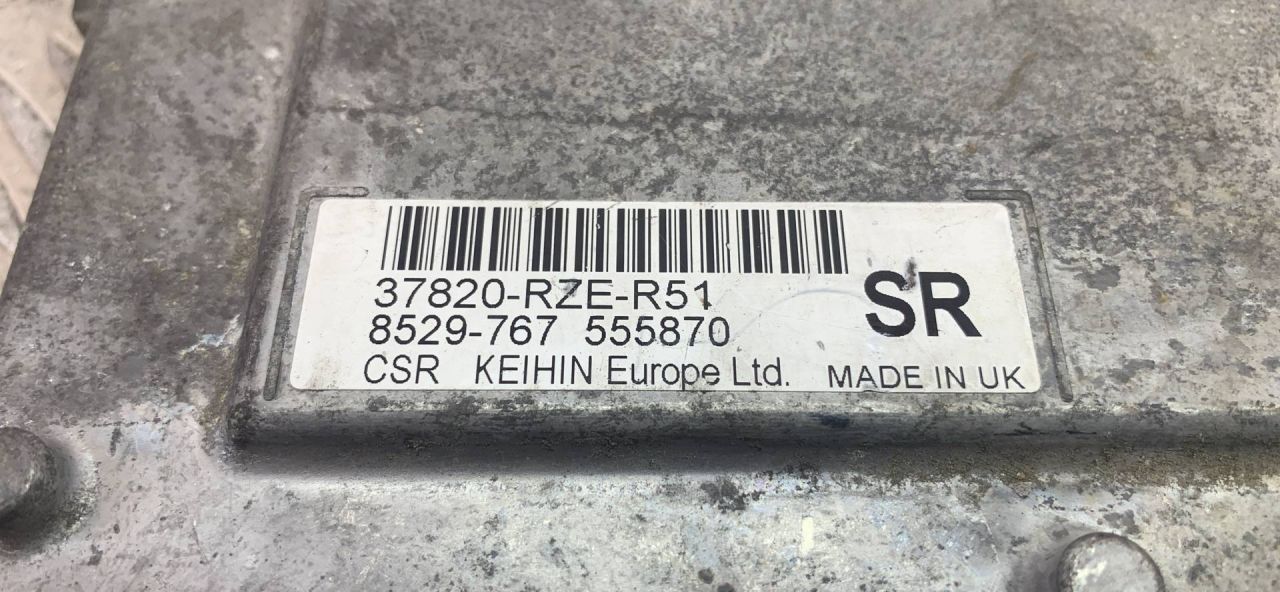 37820-RZE-R51
8529-767 555870
SR
CSR KEIHIN Europe Ltd.
MADE IN UK